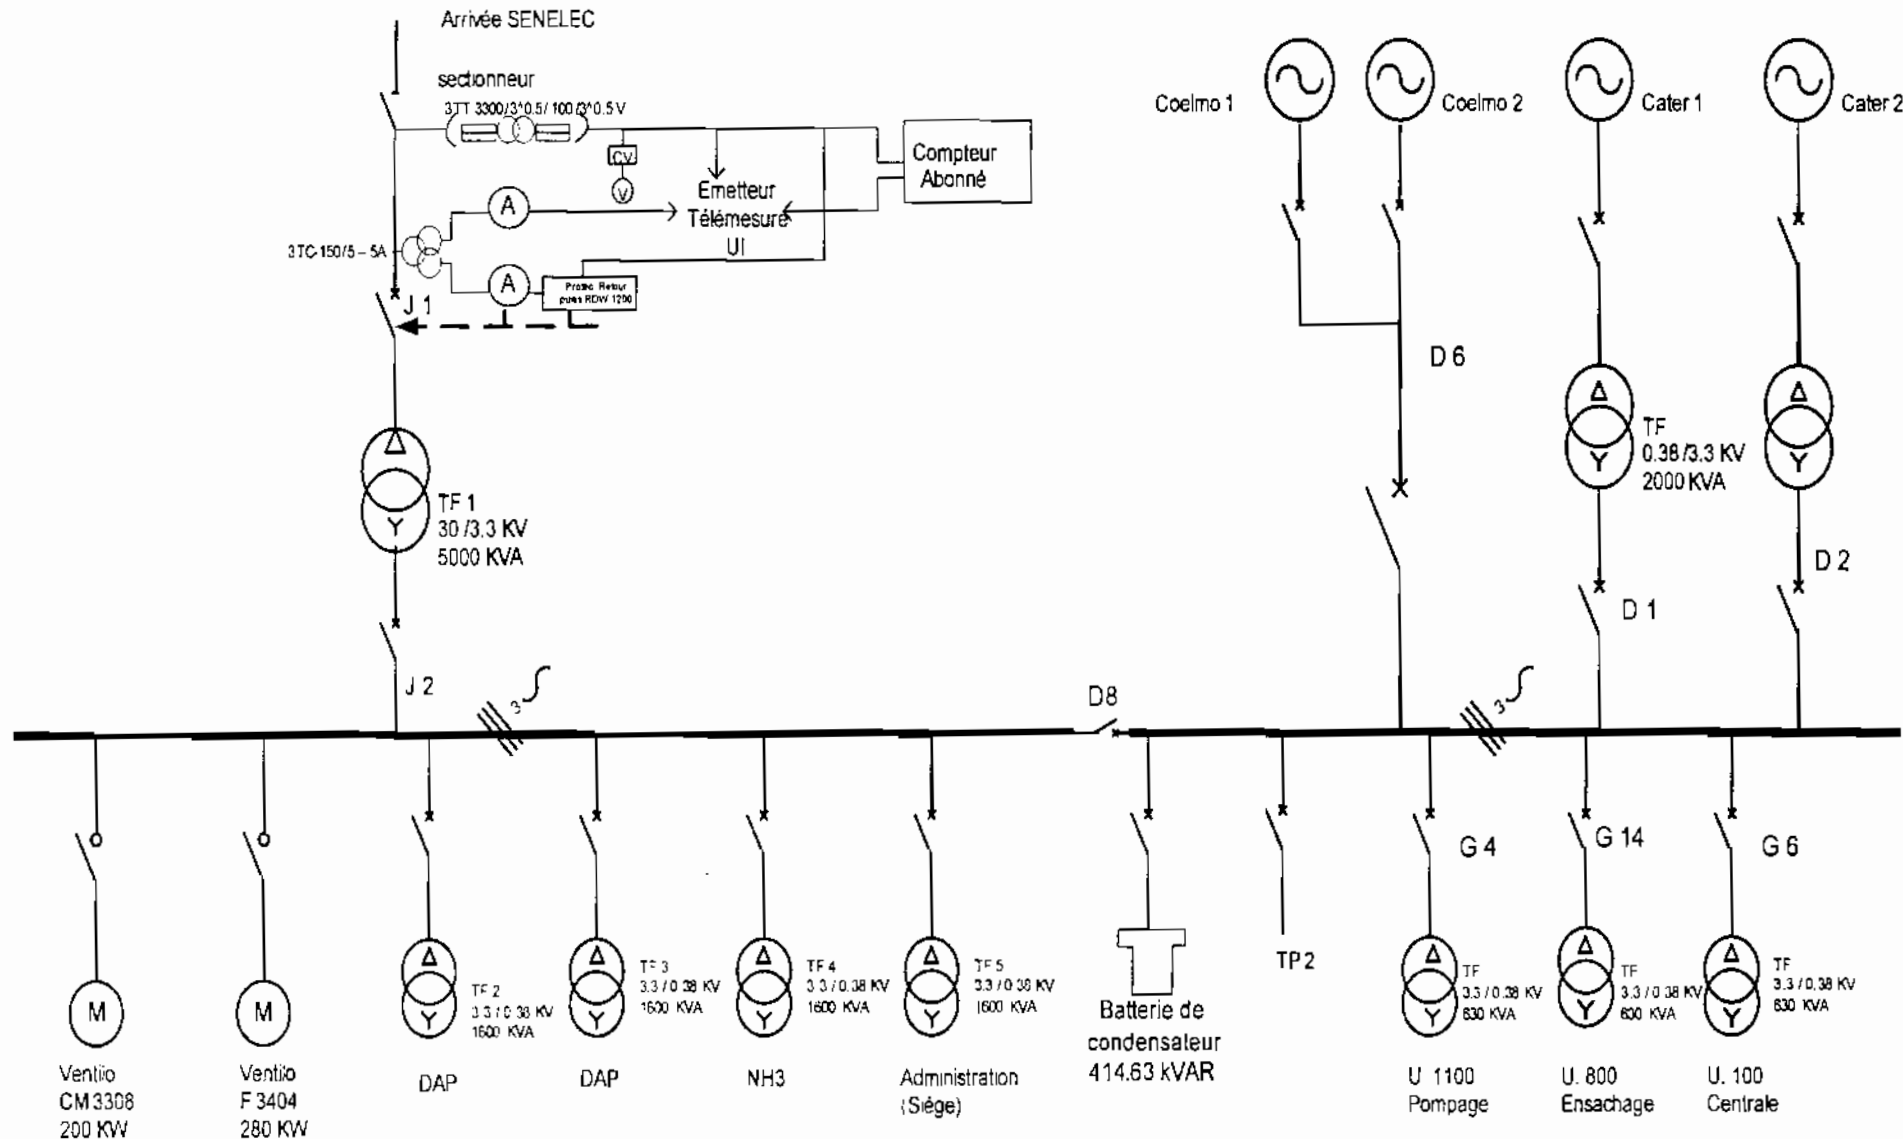 Arrivée SENELEC
sectionneur
3TT 3300/3^0.5/ 100/3^0.5 V
CV
V
Compteur
Abonné
Emetteur
Télémesure
UI
A
3TC-150/5 – 5A
A
Retour
RDW 1200
J 1
TF 1
30 /3.3 KV
5000 KVA
J 2
3
Coelmo 1
Coelmo 2
Cater 1
Cater 2
D 6
TF
0.38 /3.3 KV
2000 KVA
D 2
D 1
D8
3
G 4
G 14
G 6
M
Ventilo
CM 3308
200 KW
M
Ventilo
F 3404
280 KW
TF 2
3.3 / 0.38 KV
1600 KVA
DAP
TF 3
3.3 / 0.38 KV
1600 KVA
DAP
TF 4
3.3 / 0.38 KV
1600 KVA
NH3
TF 5
3.3 / 0.38 KV
1600 KVA
Administration
(Siége)
Batterie de
condensateur
414.63 kVAR
TP 2
TF
3.3 / 0.38 KV
630 KVA
U 1100
Pompage
TF
3.3 / 0.38 KV
630 KVA
U. 800
Ensachage
TF
3.3 / 0.38 KV
630 KVA
U. 100
Centrale